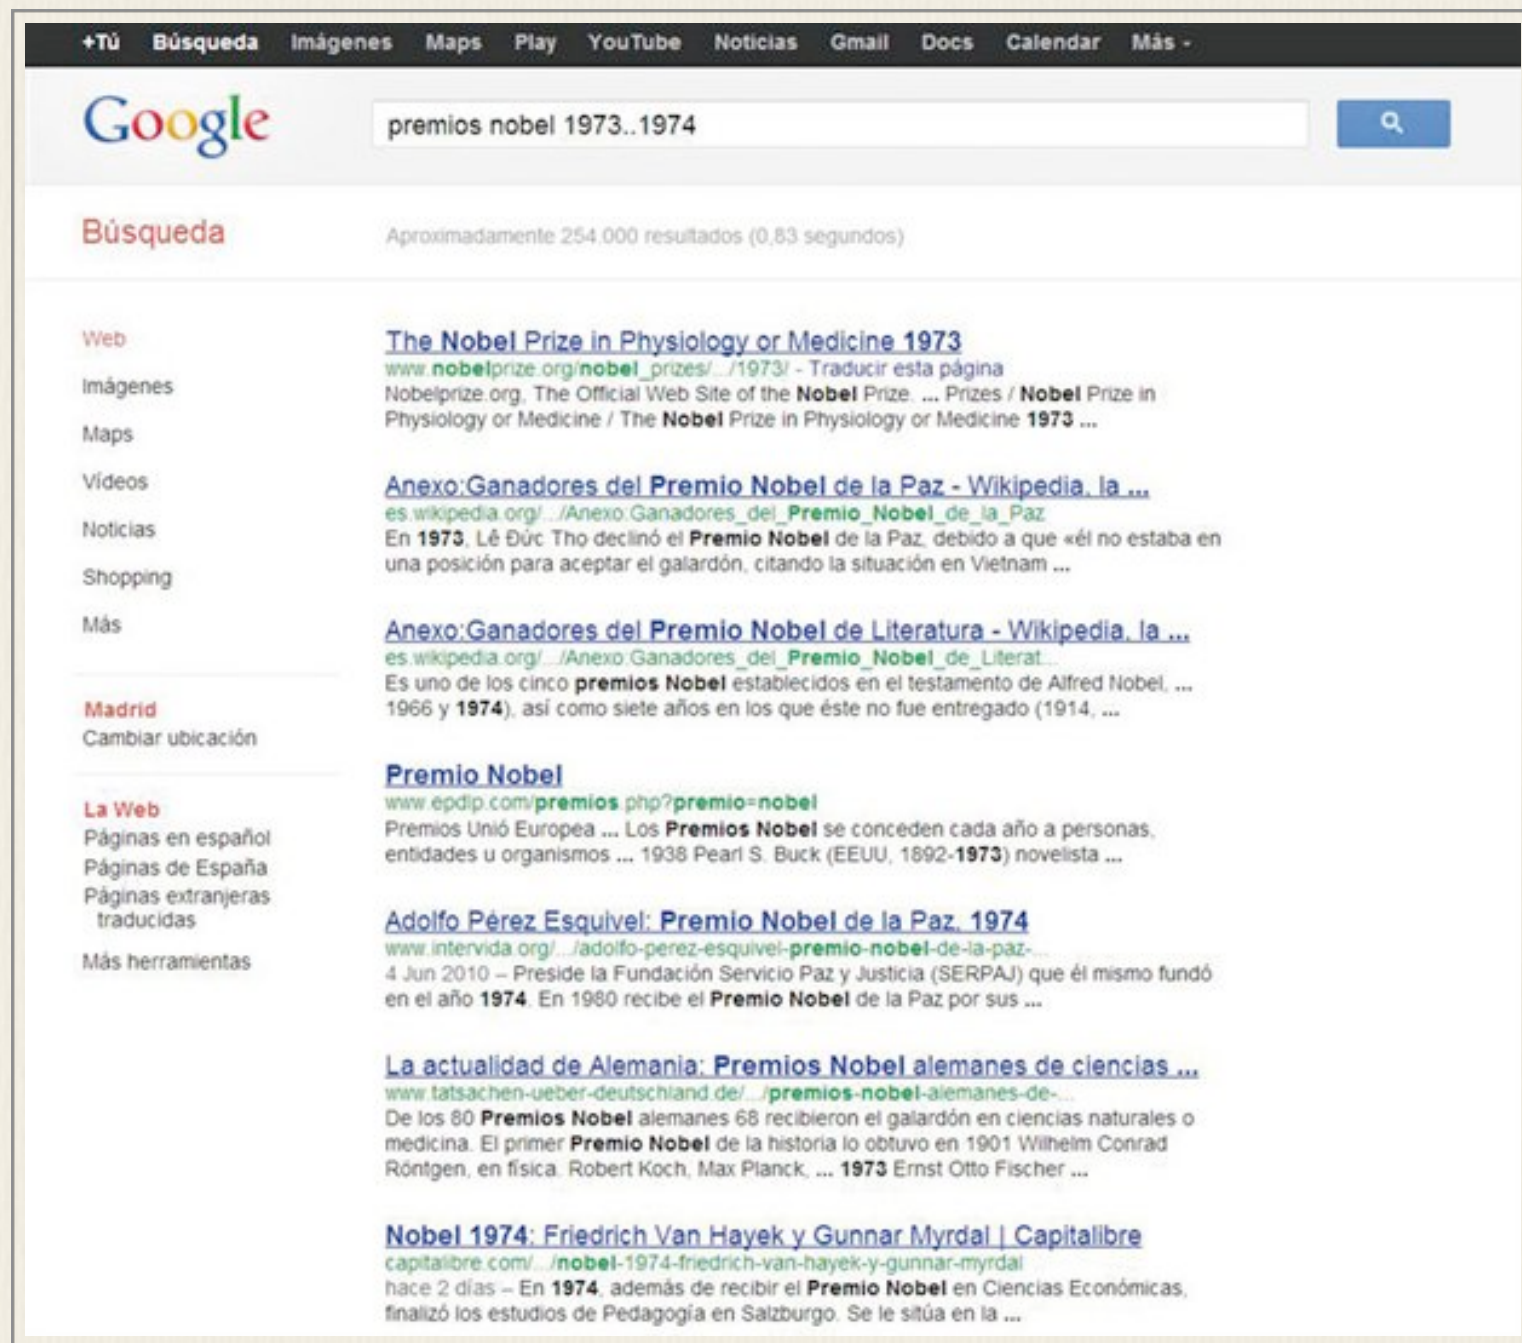 +Tú Búsqueda Imágenes Maps Play YouTube Noticias Gmail Docs Calendar Más
Google
premios nobel 1973..1974
Búsqueda
Aproximadamente 254.000 resultados (0,83 segundos)
Web
Imágenes
Maps
Vídeos
Noticias
Shopping
Más
Madrid
Cambiar ubicación
La Web
Páginas en español
Páginas de España
Páginas extranjeras
traducidas
Más herramientas
The Nobel Prize in Physiology or Medicine 1973
www.nobelprize.org/nobel_prizes/.../1973/ - Traducir esta página
Nobelprize.org, The Official Web Site of the Nobel Prize. ... Prizes / Nobel Prize in
Physiology or Medicine / The Nobel Prize in Physiology or Medicine 1973 ...
Anexo:Ganadores del Premio Nobel de la Paz - Wikipedia, la ...
es.wikipedia.org/.../Anexo:Ganadores_del_Premio_Nobel_de_la_Paz
En 1973, Lê Đức Thọ declinó el Premio Nobel de la Paz, debido a que «él no estaba en
una posición para aceptar el galardón, citando la situación en Vietnam ...
Anexo:Ganadores del Premio Nobel de Literatura - Wikipedia, la ...
es.wikipedia.org/.../Anexo:Ganadores_del_Premio_Nobel_de_Literat...
Es uno de los cinco premios Nobel establecidos en el testamento de Alfred Nobel, ...
1966 y 1974), así como siete años en los que éste no fue entregado (1914, ...
Premio Nobel
www.epdlp.com/premios.php?premio=nobel
Premios Unió Europea ... Los Premios Nobel se conceden cada año a personas,
entidades u organismos ... 1938 Pearl S. Buck (EEUU, 1892-1973) novelista ...
Adolfo Pérez Esquivel: Premio Nobel de la Paz, 1974
www.intervida.org/.../adolfo-perez-esquivel-premio-nobel-de-la-paz-...
4 Jun 2010 – Preside la Fundación Servicio Paz y Justicia (SERPAJ) que él mismo fundó
en el año 1974. En 1980 recibe el Premio Nobel de la Paz por sus ...
La actualidad de Alemania: Premios Nobel alemanes de ciencias ...
www.tatsachen-ueber-deutschland.de/.../premios-nobel-alemanes-de-...
De los 80 Premios Nobel alemanes 68 recibieron el galardón en ciencias naturales o
medicina. El primer Premio Nobel de la historia lo obtuvo en 1901 Wilhelm Conrad
Röntgen, en física. Robert Koch, Max Planck, ... 1973 Ernst Otto Fischer ...
Nobel 1974: Friedrich Van Hayek y Gunnar Myrdal | Capitalibre
capitalibre.com/.../nobel-1974-friedrich-van-hayek-y-gunnar-myrdal
hace 2 días – En 1974, además de recibir el Premio Nobel en Ciencias Económicas,
finalizó los estudios de Pedagogía en Salzburgo. Se le sitúa en la ...